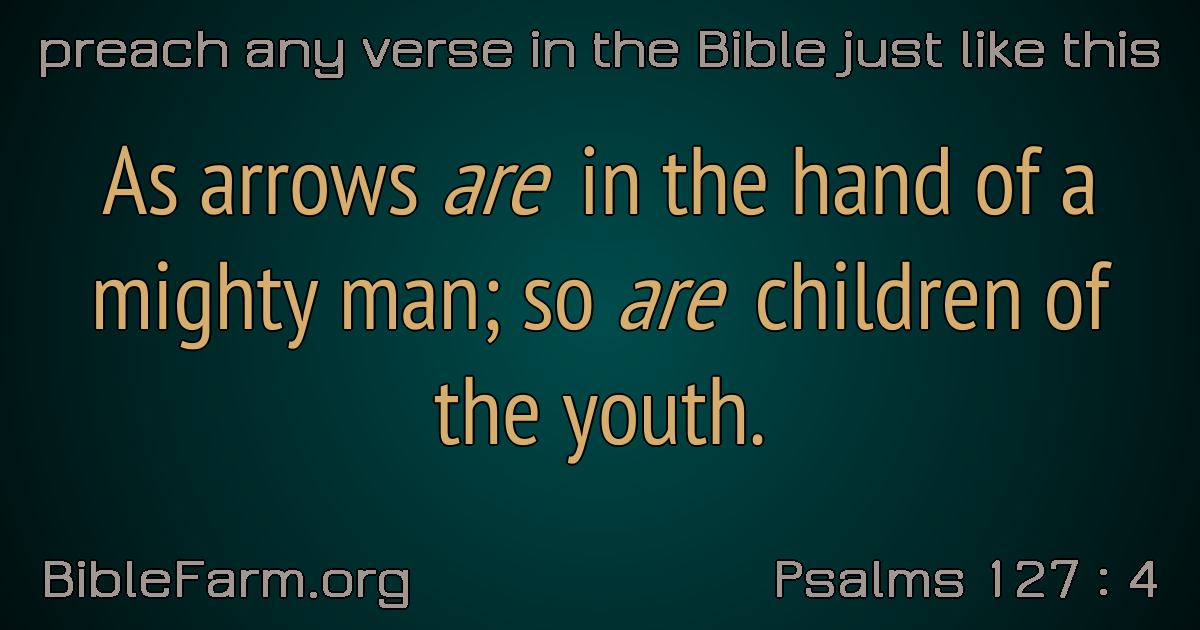 preach any verse in the Bible just like this
As arrows are in the hand of a
mighty man; so are children of
the youth.
BibleFarm.org
Psalms 127 : 4